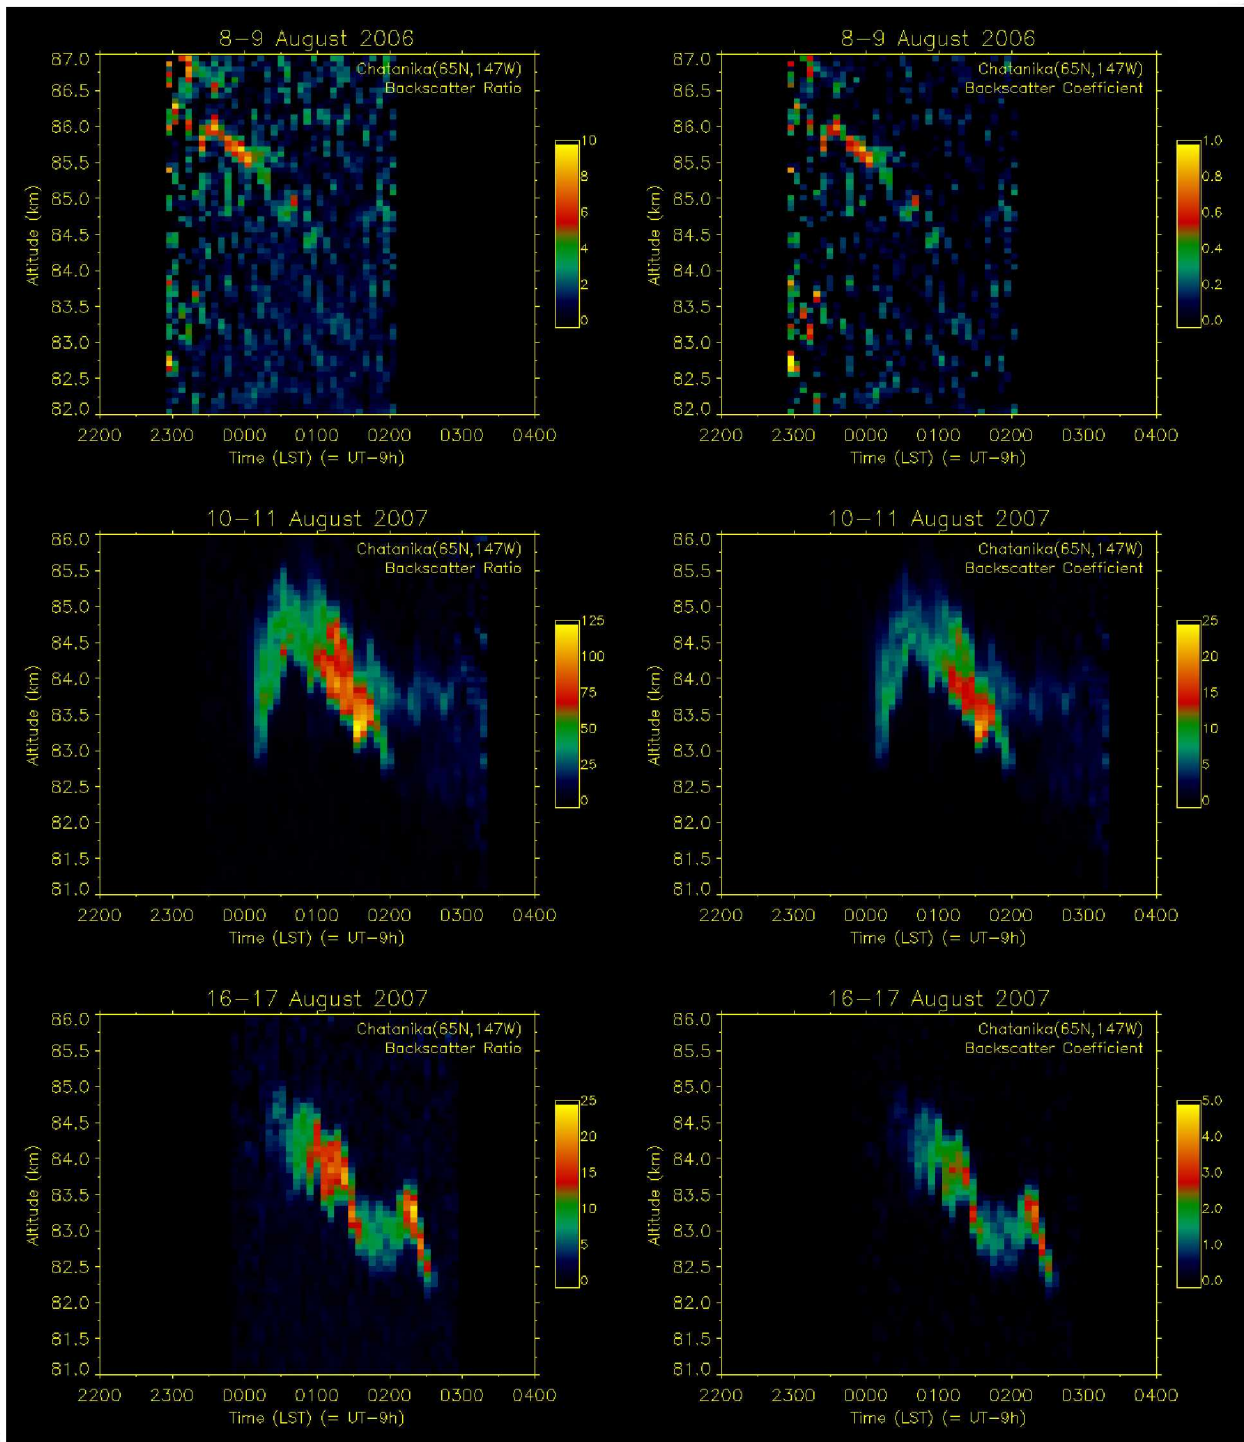 8-9 August 2006
Chatanika(65N,147W)
Backscatter Ratio
87.0
86.5
86.0
85.5
85.0
84.5
84.0
83.5
83.0
82.5
82.0
Altitude (km)
10
8
6
4
2
0
2200 2300 0000 0100 0200 0300 0400
Time (LST) (= UT-9h)
8-9 August 2006
Chatanika(65N,147W)
Backscatter Coefficient
87.0
86.5
86.0
85.5
85.0
84.5
84.0
83.5
83.0
82.5
82.0
Altitude (km)
1.0
0.8
0.6
0.4
0.2
0.0
2200 2300 0000 0100 0200 0300 0400
Time (LST) (= UT-9h)
10-11 August 2007
Chatanika(65N,147W)
Backscatter Ratio
86.0
85.5
85.0
84.5
84.0
83.5
83.0
82.5
82.0
81.5
81.0
Altitude (km)
125
100
75
50
25
0
2200 2300 0000 0100 0200 0300 0400
Time (LST) (= UT-9h)
10-11 August 2007
Chatanika(65N,147W)
Backscatter Coefficient
86.0
85.5
85.0
84.5
84.0
83.5
83.0
82.5
82.0
81.5
81.0
Altitude (km)
25
20
15
10
5
0
2200 2300 0000 0100 0200 0300 0400
Time (LST) (= UT-9h)
16-17 August 2007
Chatanika(65N,147W)
Backscatter Ratio
86.0
85.5
85.0
84.5
84.0
83.5
83.0
82.5
82.0
81.5
81.0
Altitude (km)
25
20
15
10
5
0
2200 2300 0000 0100 0200 0300 0400
Time (LST) (= UT-9h)
16-17 August 2007
Chatanika(65N,147W)
Backscatter Coefficient
86.0
85.5
85.0
84.5
84.0
83.5
83.0
82.5
82.0
81.5
81.0
Altitude (km)
5.0
4.0
3.0
2.0
1.0
0.0
2200 2300 0000 0100 0200 0300 0400
Time (LST) (= UT-9h)